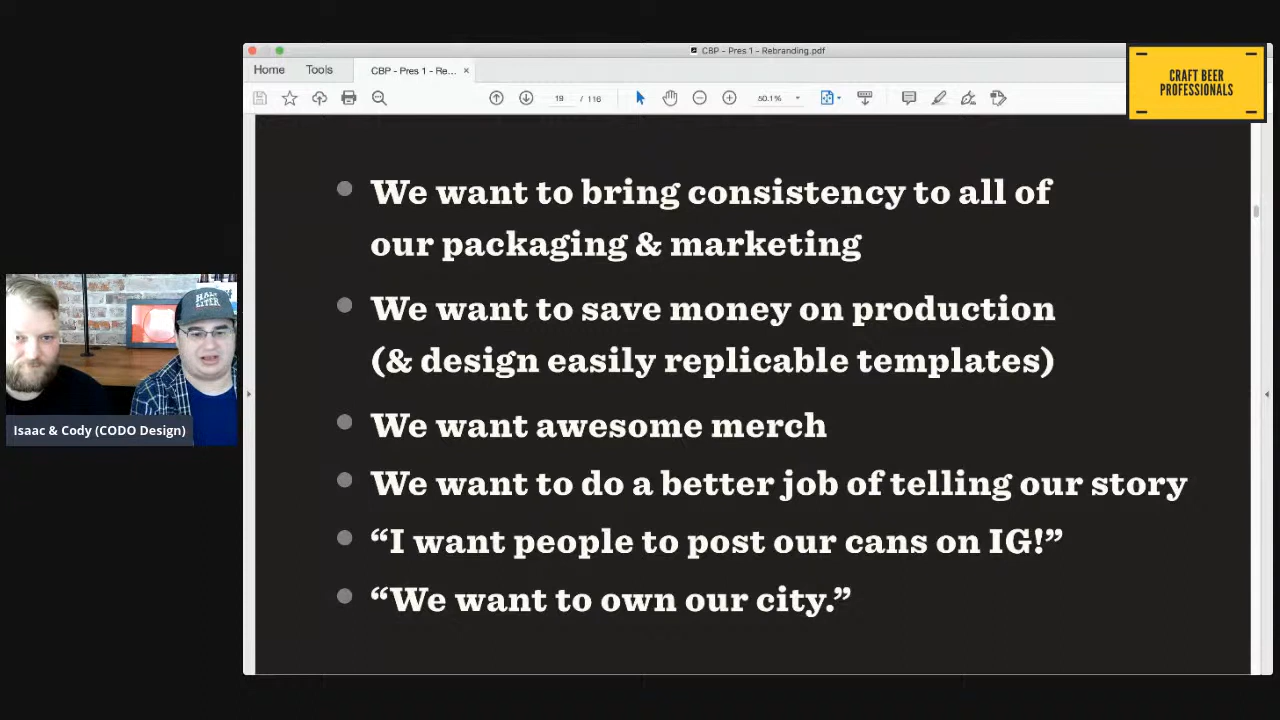 CBP - Pres 1 - Rebranding.pdf
Home
Tools
CBP - Pres 1 - Re...
×
CRAFT BEER
PROFESSIONALS
19 / 116
50.1%
We want to bring consistency to all of
our packaging & marketing
We want to save money on production
(& design easily replicable templates)
We want awesome merch
We want to do a better job of telling our story
“I want people to post our cans on IG!”
“We want to own our city.”
HALF
LITER
Isaac & Cody (CODO Design)